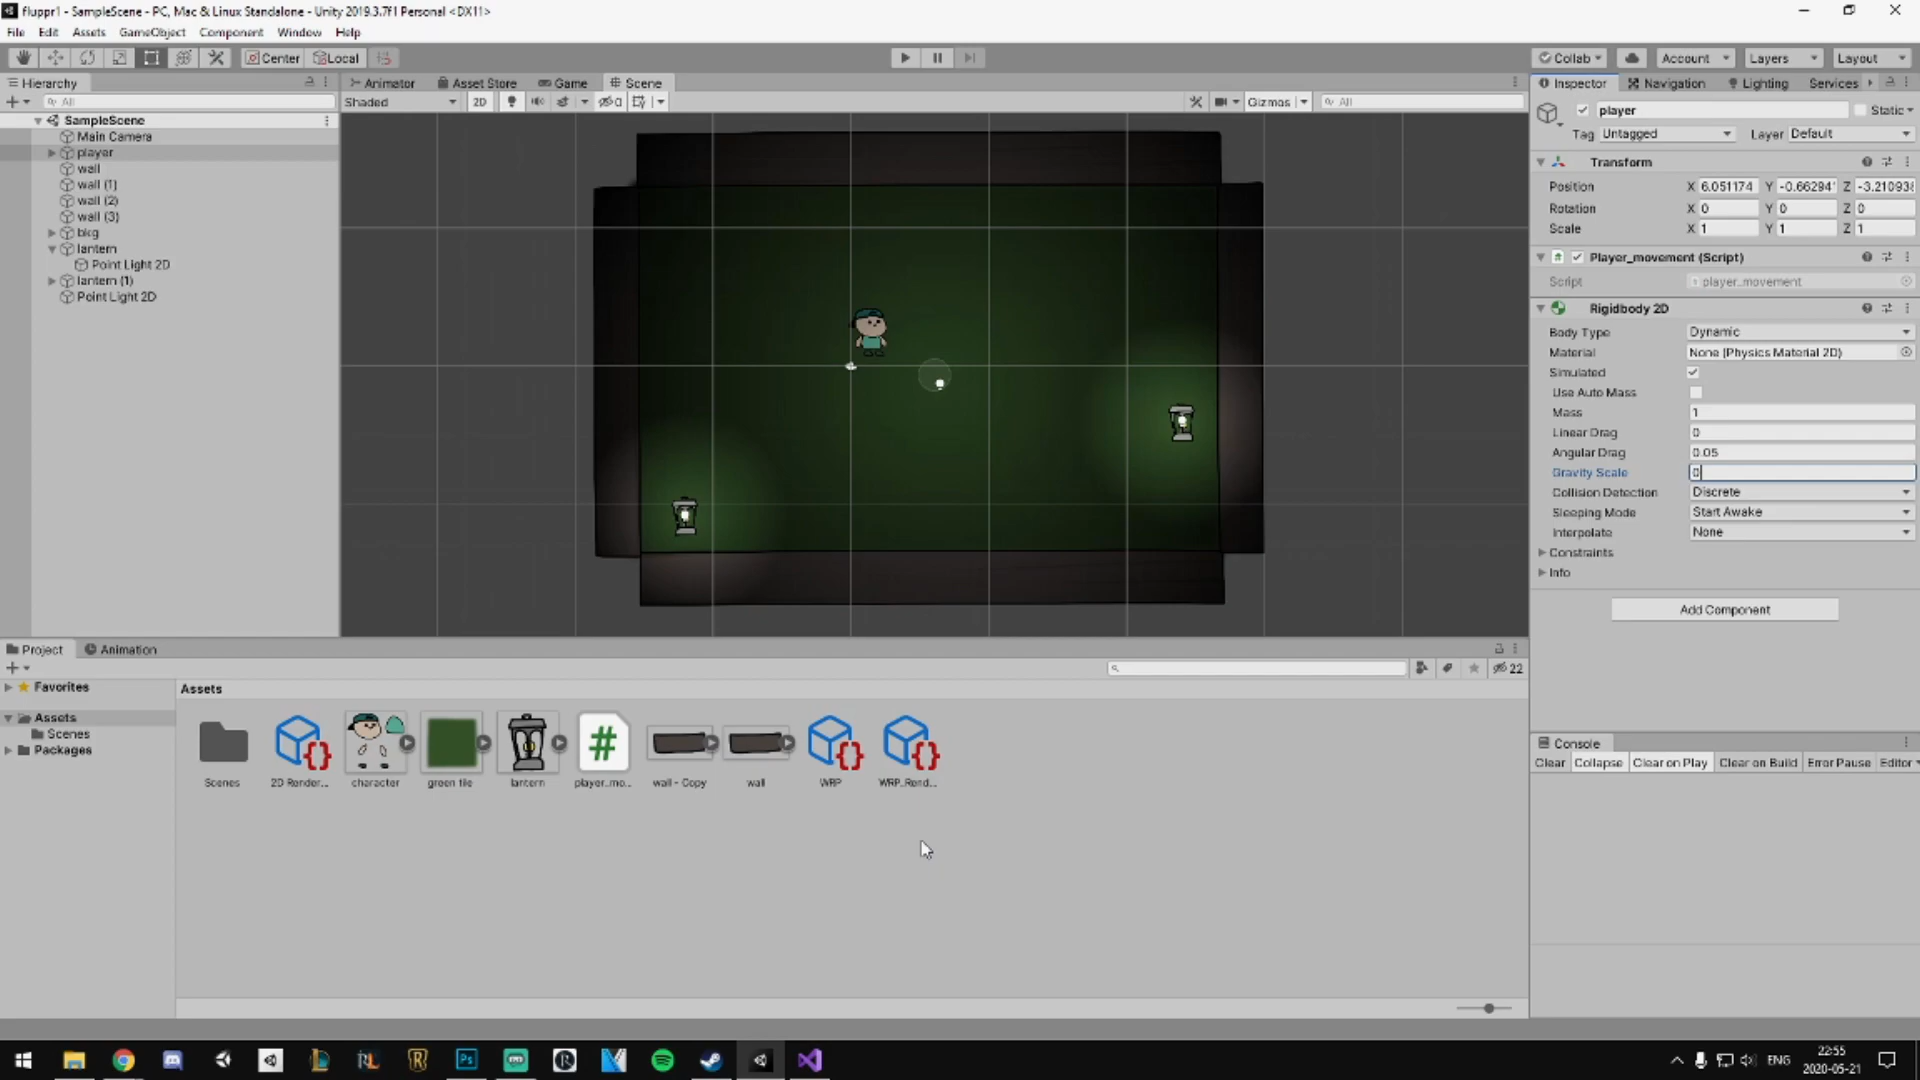 fluppr1 - SampleScene - PC, Mac & Linux Standalone - Unity 2019.3.7f1 Personal <DX11>
File Edit Assets GameObject Component Window Help
Center Local Collab Account Layers Layout
Hierarchy
All
SampleScene
Main Camera
player
wall
wall (1)
wall (2)
wall (3)
bkg
lantern
Point Light 2D
lantern (1)
Point Light 2D
Animator Asset Store Game Scene
Shaded 2D 0 Gizmos All
Inspector Navigation Lighting Services
player Static
Tag Untagged Layer Default
Transform
Position X 6.051174 Y -0.66294 Z -3.21093
Rotation X 0 Y 0 Z 0
Scale X 1 Y 1 Z 1
# Player_movement (Script)
Script player_movement
Rigidbody 2D
Body Type Dynamic
Material None (Physics Material 2D)
Simulated
Use Auto Mass
Mass 1
Linear Drag 0
Angular Drag 0.05
Gravity Scale 0
Collision Detection Discrete
Sleeping Mode Start Awake
Interpolate None
Constraints
Info
Add Component
Project Animation
22
Favorites
Assets
Scenes
Packages
Assets
{} # {} {}
Scenes 2D Render... character green tile lantern player_mo... wall - Copy wall WRP WRP_Rend...
Console
Clear Collapse Clear on Play Clear on Build Error Pause Editor
Ps
ENG
22:55
2020-05-21